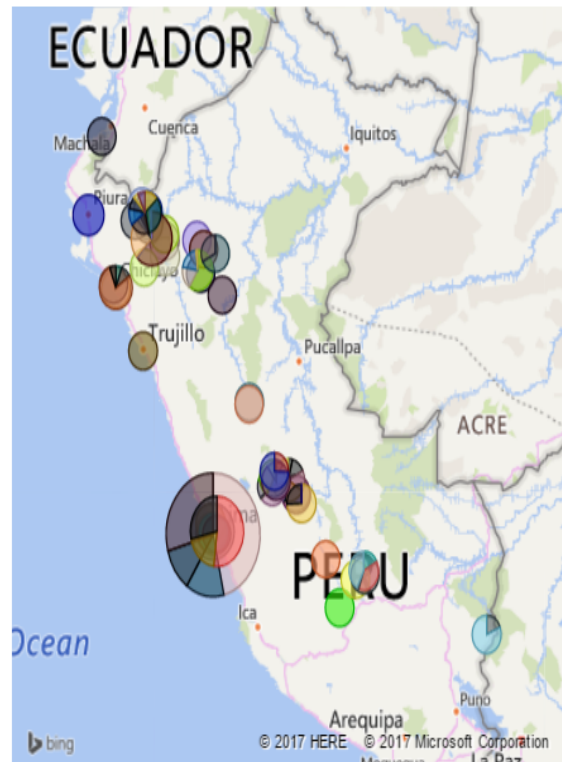 ECUADOR
Cuenca
Machala
Iquitos
Piura
Chiclayo
Trujillo
Pucallpa
ACRE
PERU
Ica
Ocean
Puno
Arequipa
bing
© 2017 HERE © 2017 Microsoft Corporation
La Paz